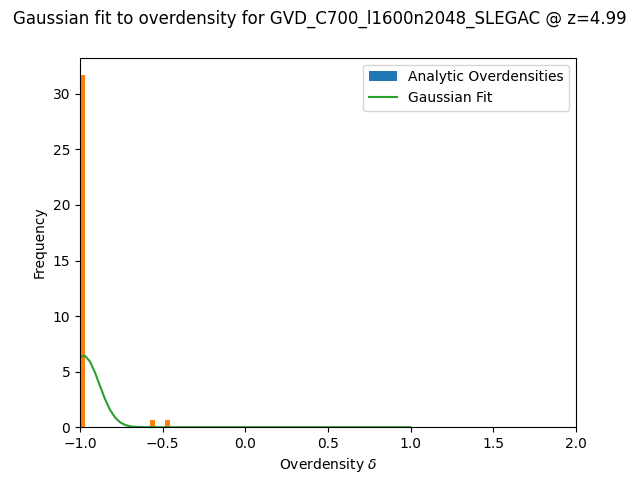 Gaussian fit to overdensity for GVD_C700_l1600n2048_SLEGAC @ z=4.99
Analytic Overdensities
Gaussian Fit
30
25
20
15
10
5
0
Frequency
−1.0 −0.5 0.0 0.5 1.0 1.5 2.0
Overdensity δ